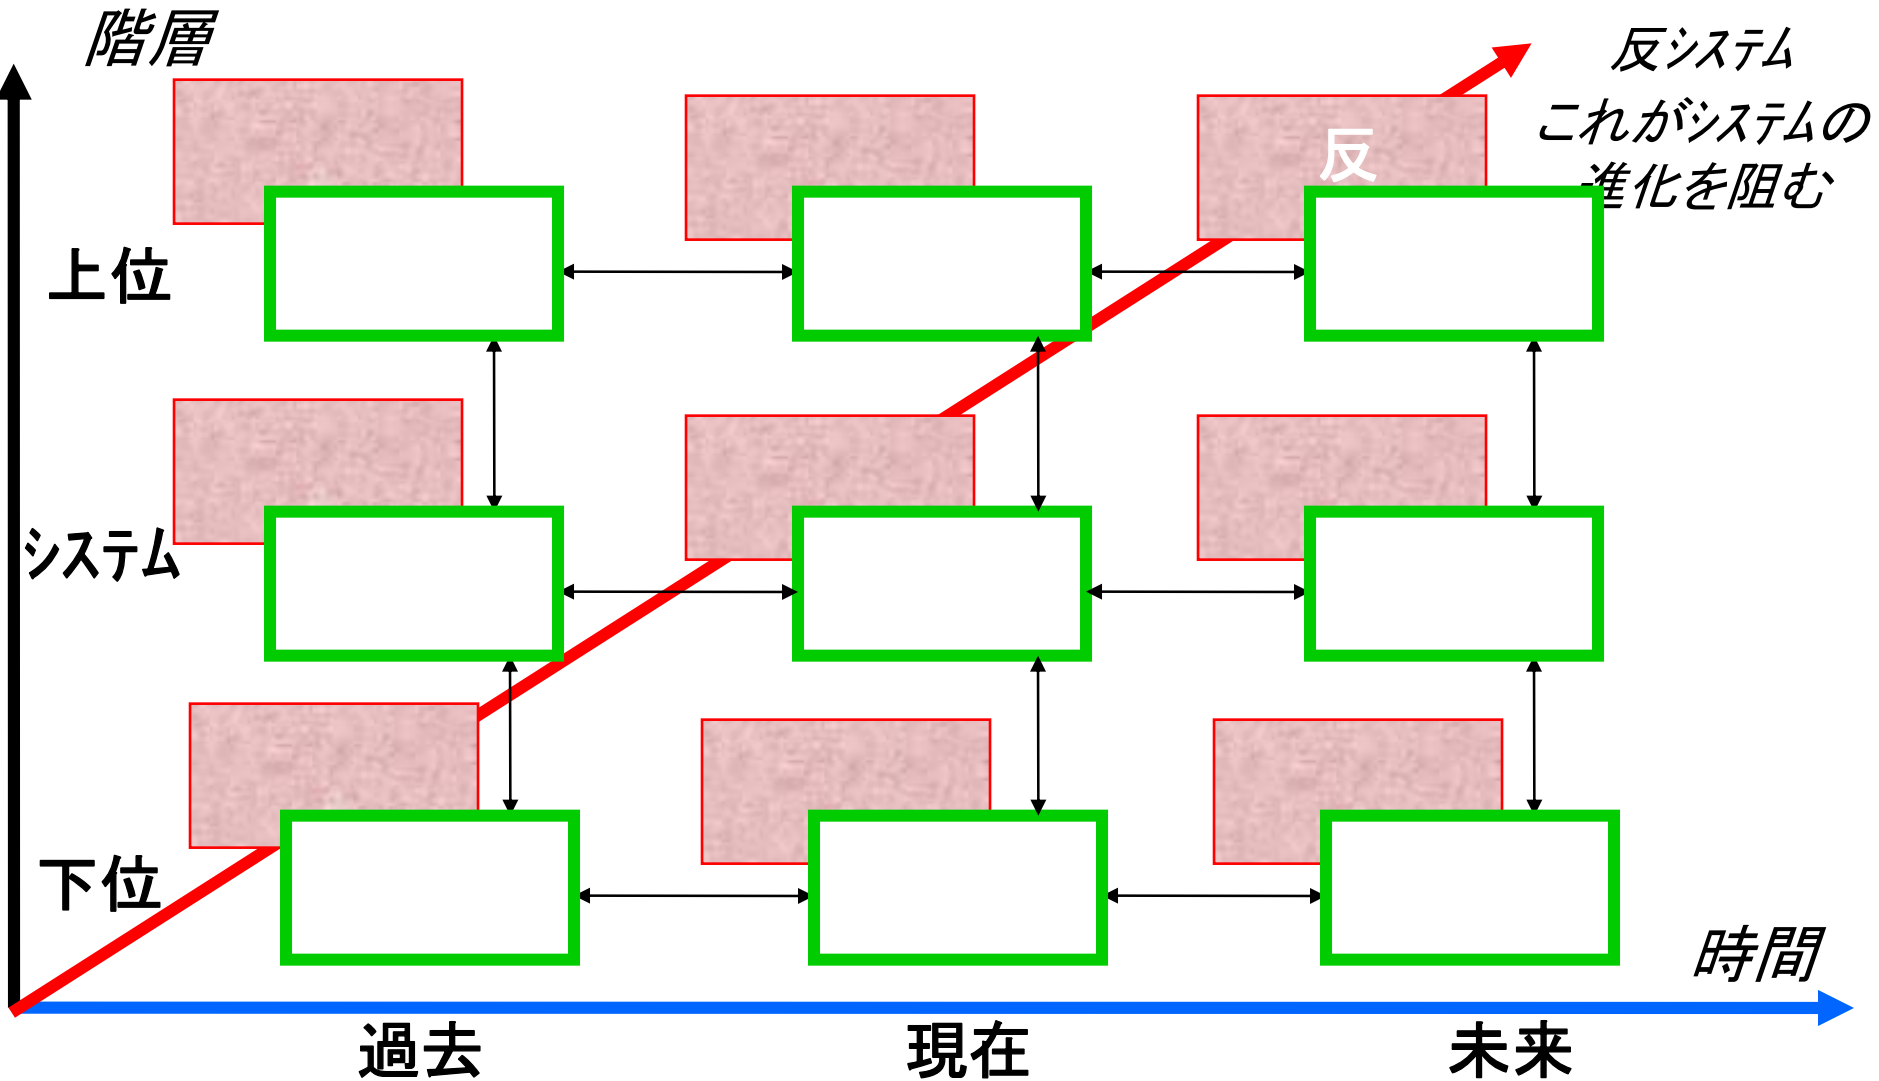 階層
反システム
これがシステムの
進化を阻む
反
上位
システム
下位
時間
過去
現在
未来